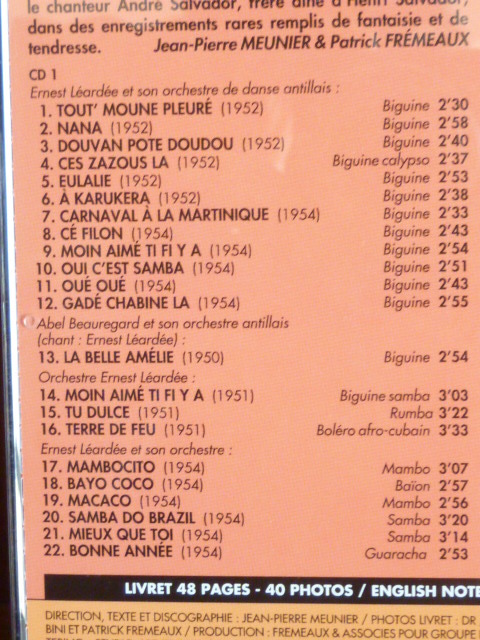 le chanteur André Salvador, frère aîné d'Henri Salvador,
dans des enregistrements rares remplis de fantaisie et de
tendresse. Jean-Pierre MEUNIER & Patrick FRÉMEAUX
CD 1
Ernest Léardée et son orchestre de danse antillais :
1. TOUT' MOUNE PLEURÉ (1952) Biguine 2'30
2. NANA (1952) Biguine 2'58
3. DOUVAN POTE DOUDOU (1952) Biguine 2'40
4. CES ZAZOUS LA (1952) Biguine calypso 2'37
5. EULALIE (1952) Biguine 2'53
6. À KARUKERA (1952) Biguine 2'38
7. CARNAVAL À LA MARTINIQUE (1954) Biguine 2'33
8. CÉ FILON (1954) Biguine 2'43
9. MOIN AIMÉ TI FI Y A (1954) Biguine 2'54
10. OUI C'EST SAMBA (1954) Biguine 2'51
11. OUÉ OUÉ (1954) Biguine 2'43
12. GADÉ CHABINE LA (1954) Biguine 2'55
Abel Beauregard et son orchestre antillais
(chant : Ernest Léardée) :
13. LA BELLE AMÉLIE (1950) Biguine 2'54
Orchestre Ernest Léardée :
14. MOIN AIMÉ TI FI Y A (1951) Biguine samba 3'03
15. TU DULCE (1951) Rumba 3'22
16. TERRE DE FEU (1951) Boléro afro-cubain 3'33
Ernest Léardée et son orchestre :
17. MAMBOCITO (1954) Mambo 3'07
18. BAYO COCO (1954) Baïon 2'57
19. MACACO (1954) Mambo 2'56
20. SAMBA DO BRAZIL (1954) Samba 3'20
21. MIEUX QUE TOI (1954) Samba 3'14
22. BONNE ANNÉE (1954) Guaracha 2'53
LIVRET 48 PAGES - 40 PHOTOS / ENGLISH NOTE
DIRECTION, TEXTE ET DISCOGRAPHIE : JEAN-PIERRE MEUNIER / PHOTOS LIVRET : DR
BINI ET PATRICK FREMEAUX / PRODUCTION : FREMEAUX & ASSOCIES POUR GROUPE